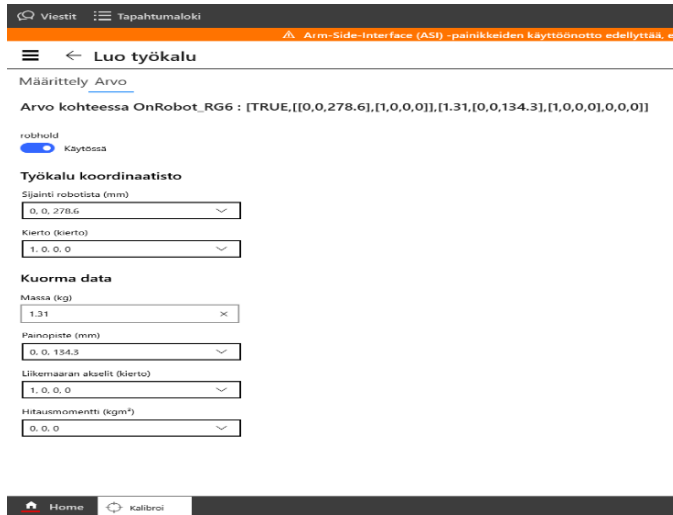 Viestit Tapahtumaloki
Arm-Side-Interface (ASI) -painikkeiden käyttöönotto edellyttää, e
Luo työkalu
Määrittely Arvo
Arvo kohteessa OnRobot_RG6 : [TRUE,[[0,0,278.6],[1,0,0,0]],[1.31,[0,0,134.3],[1,0,0,0],0,0,0]]
robhold
Käytössä
Työkalu koordinaatisto
Sijainti robotista (mm)
0, 0, 278.6
Kierto (kierto)
1. 0. 0. 0
Kuorma data
Massa (kg)
1.31
Painopiste (mm)
0. 0. 134.3
Liikemaaran akselit (kierto)
1, 0, 0, 0
Hitausmomentti (kgm²)
0. 0. 0
Home Kalibroi